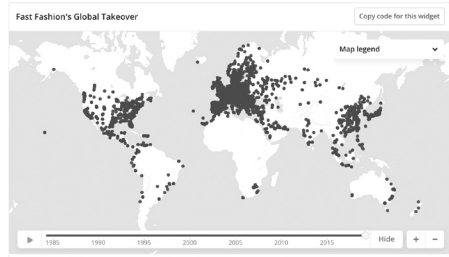 Fast Fashion's Global Takeover
Copy code for this widget
Map legend
1985 1990 1995 2000 2005 2010 2015
Hide + −